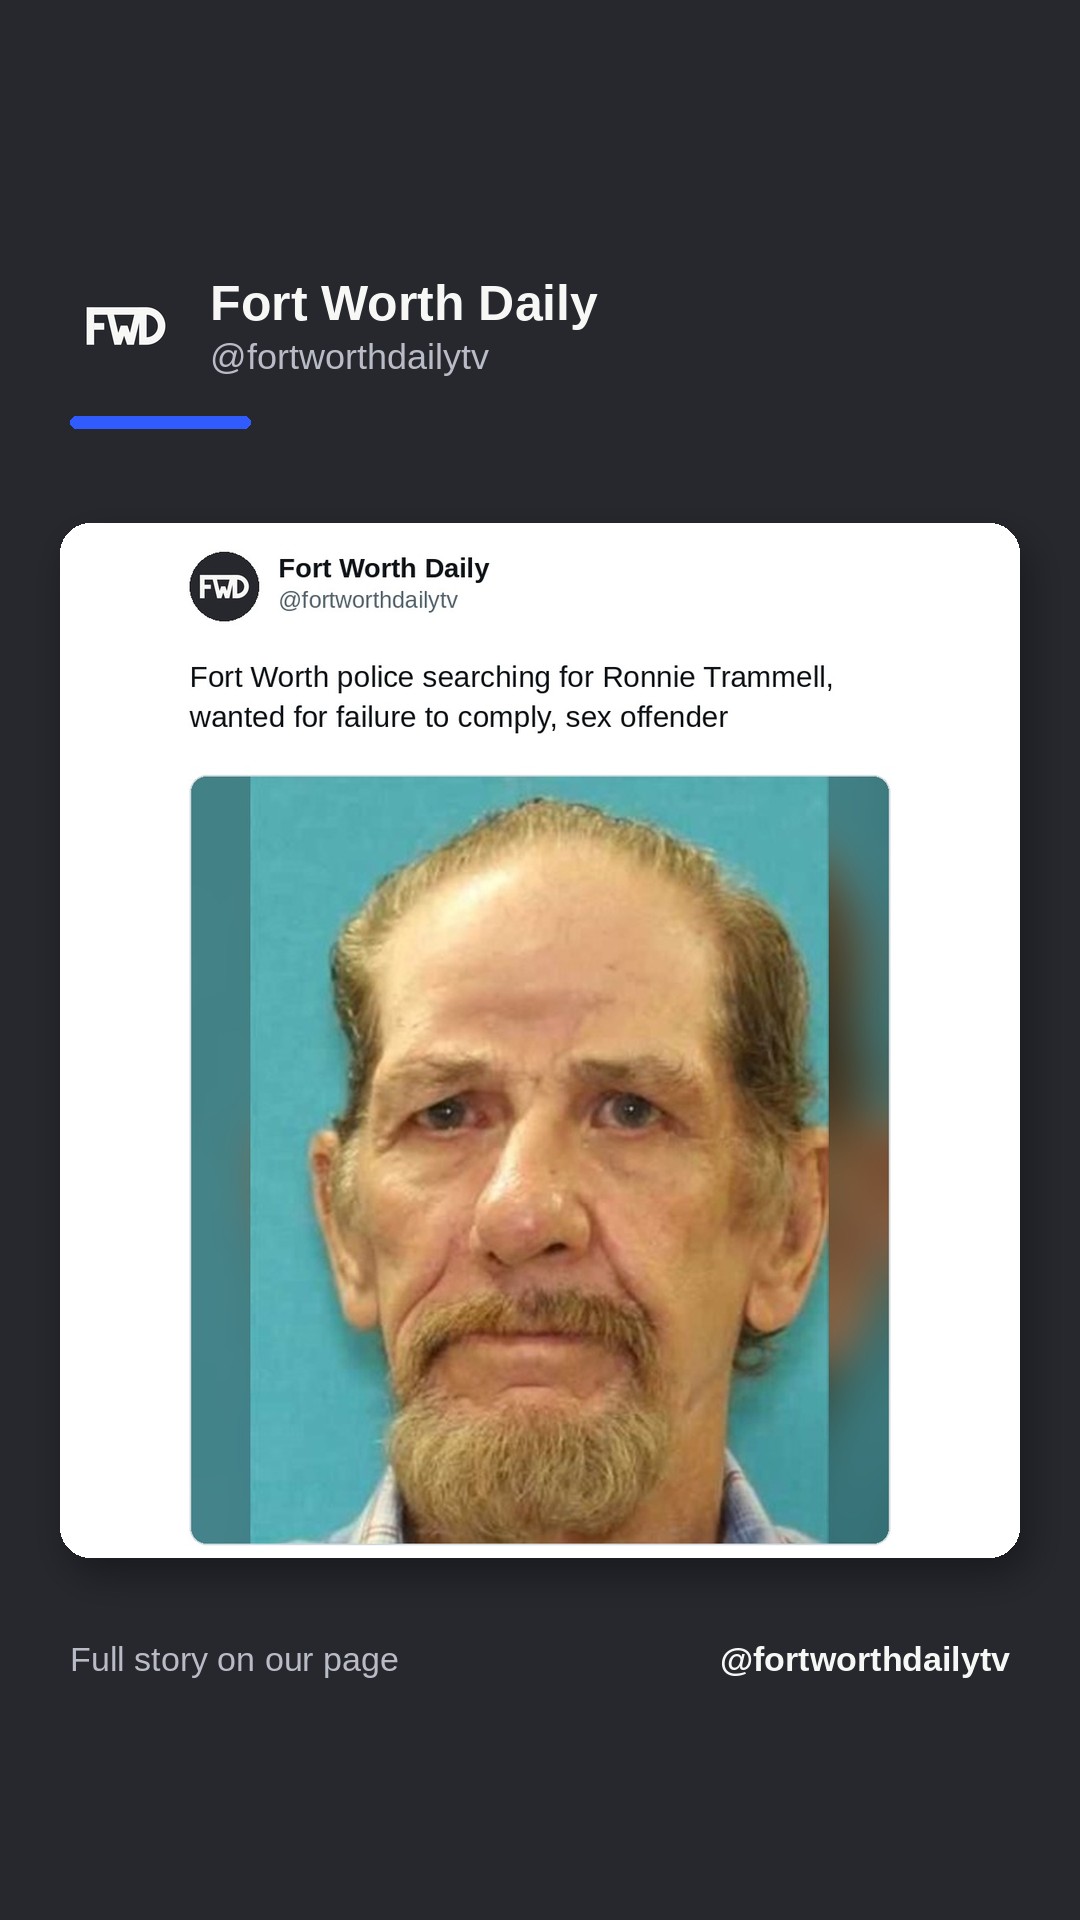 FWD
Fort Worth Daily
@fortworthdailytv
FWD
Fort Worth Daily
@fortworthdailytv
Fort Worth police searching for Ronnie Trammell,
wanted for failure to comply, sex offender
Full story on our page
@fortworthdailytv